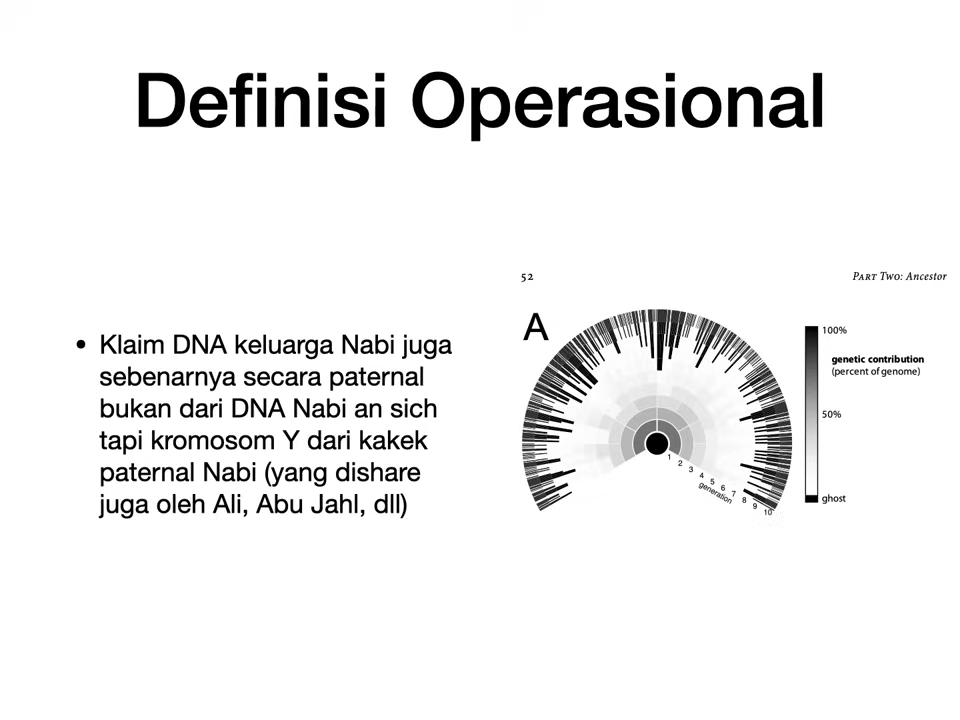 Definisi Operasional
• Klaim DNA keluarga Nabi juga
sebenarnya secara paternal
bukan dari DNA Nabi an sich
tapi kromosom Y dari kakek
paternal Nabi (yang dishare
juga oleh Ali, Abu Jahl, dll)
52
Part Two: Ancestor
A
100%
genetic contribution
(percent of genome)
50%
ghost
1
2
3
4
5
6
7
8
9
10
generation